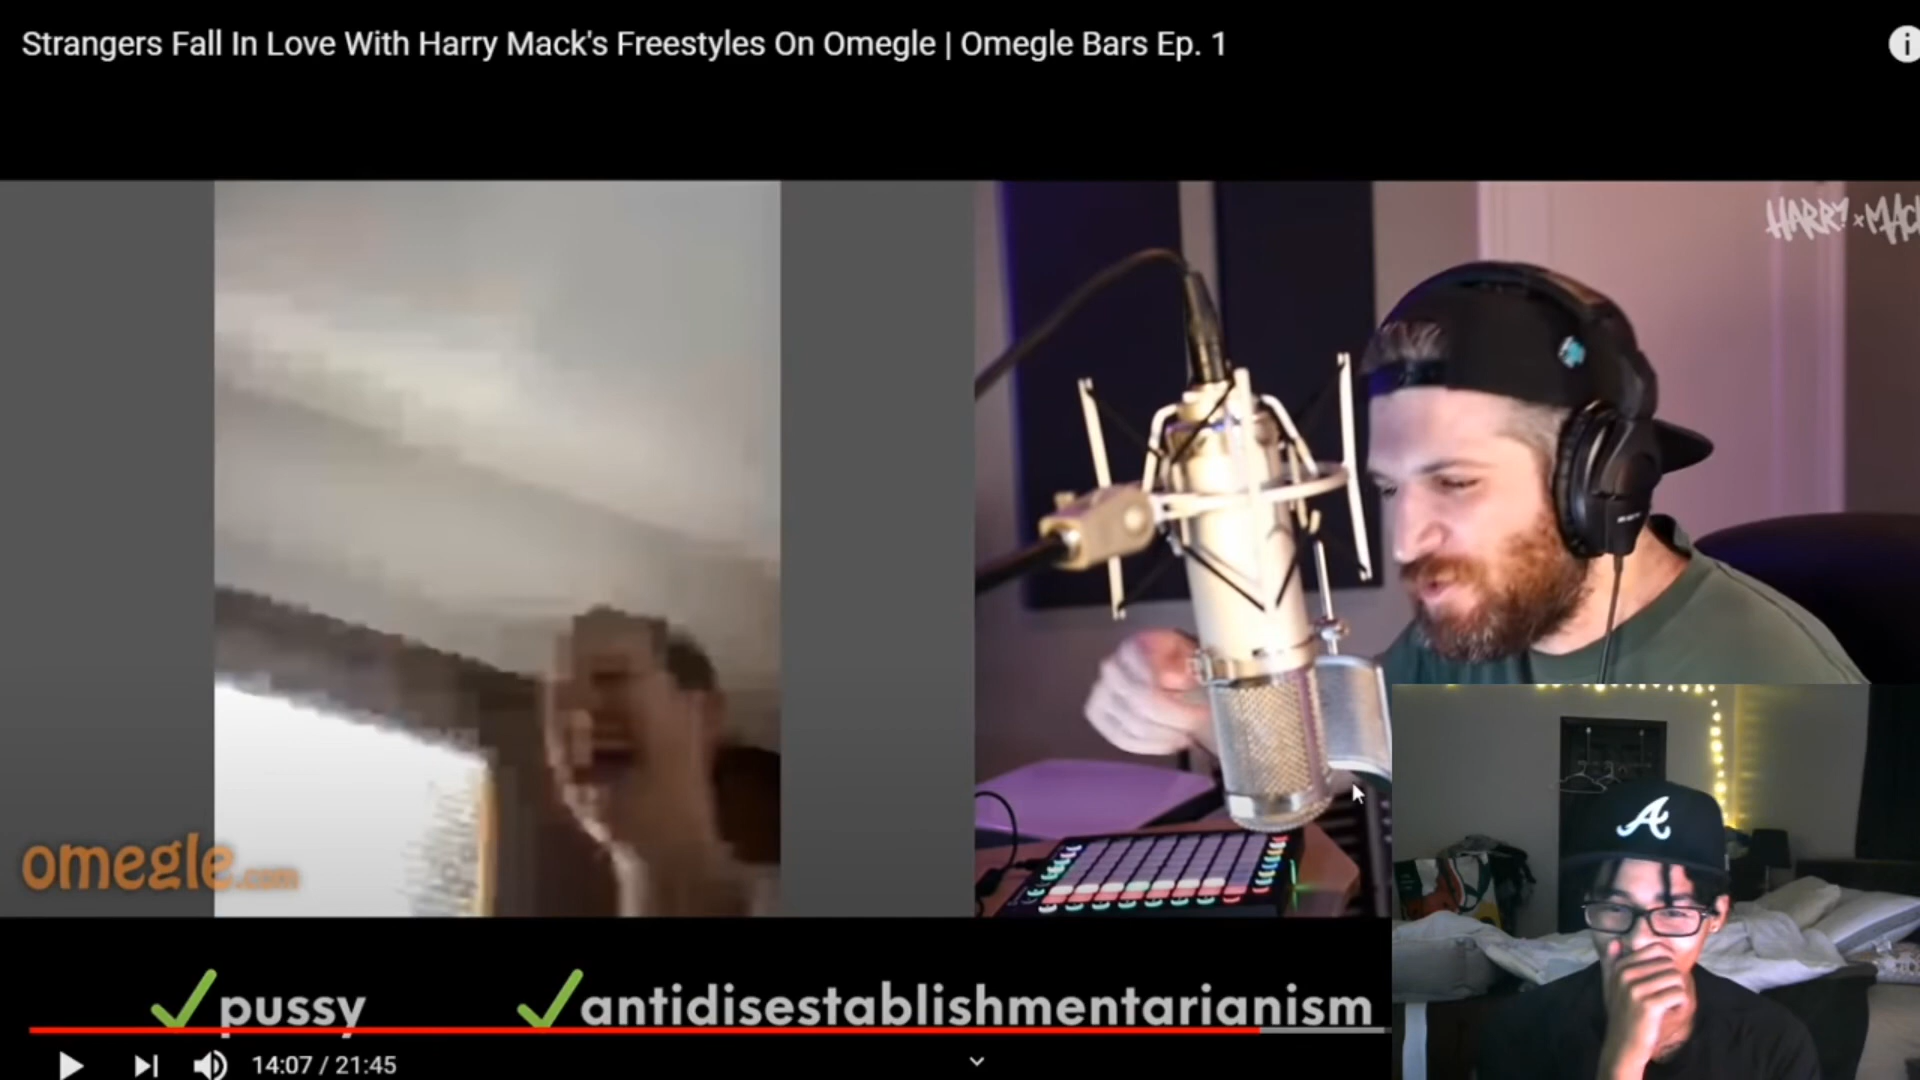 Strangers Fall In Love With Harry Mack's Freestyles On Omegle | Omegle Bars Ep. 1
HARRY x MAC
A
omegle.com
pussy antidisestablishmentarianism
14:07 / 21:45